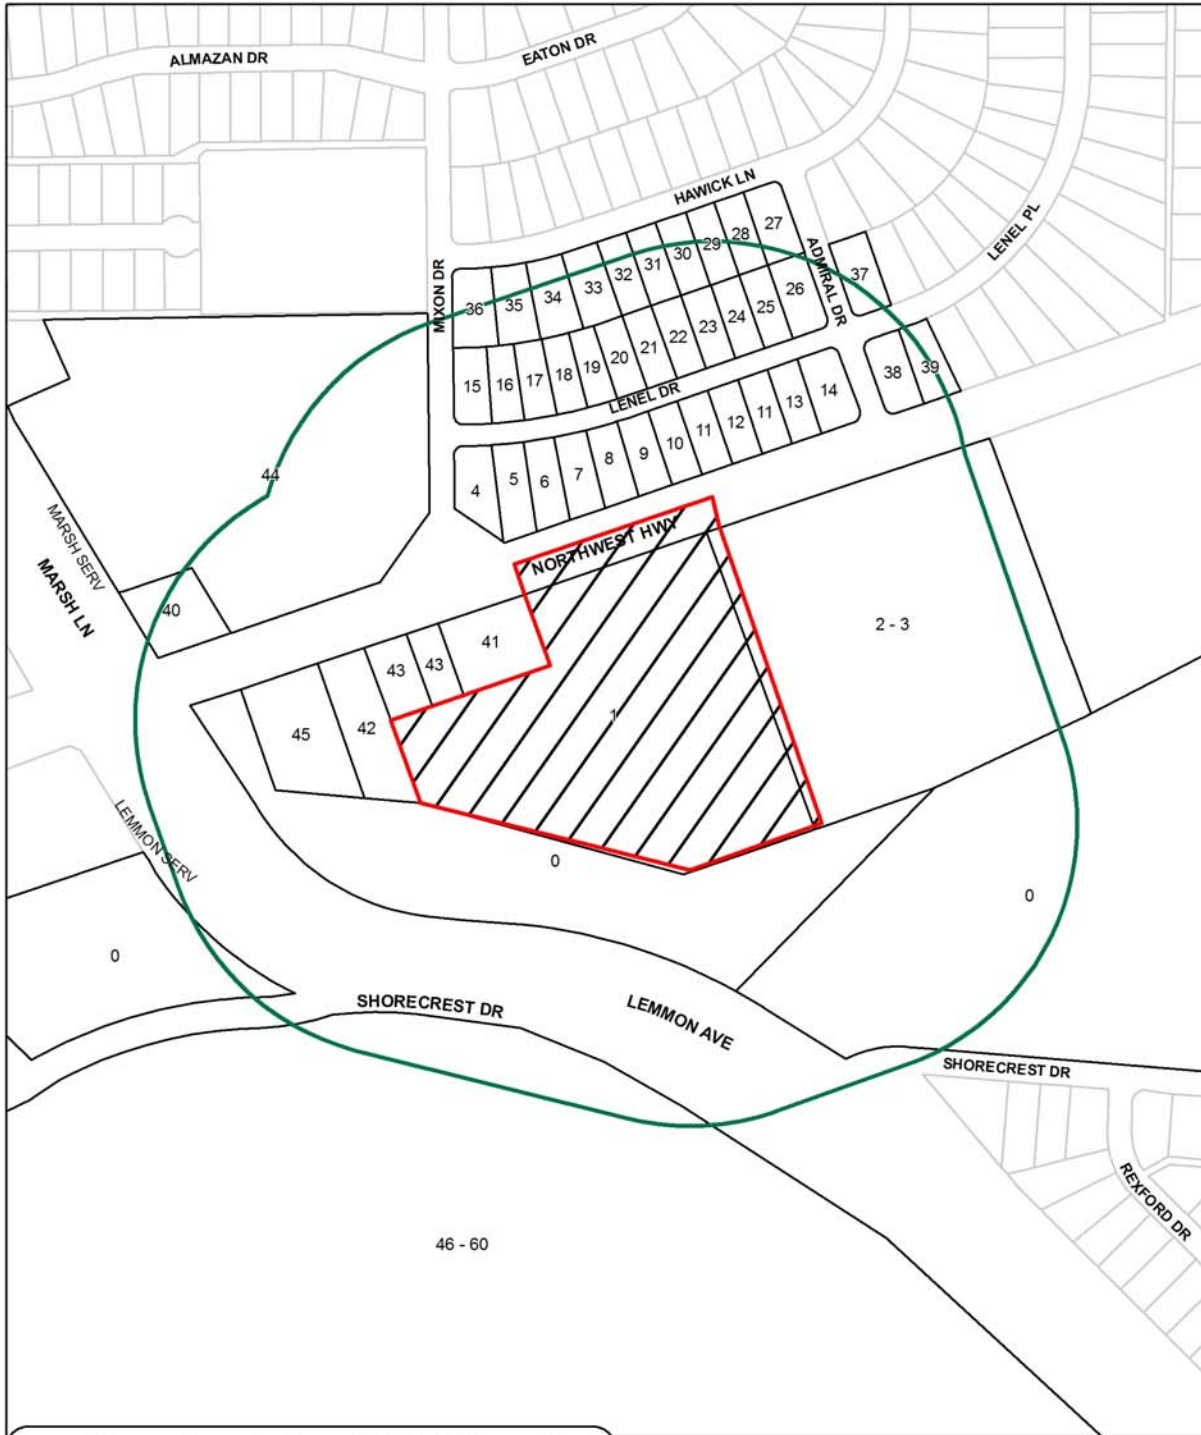 ALMAZAN DR
EATON DR
HAWICK LN
LENEL PL
MIXON DR
ADMIRAL DR
27
28
29
30
31
32
33
34
35
36
37
26
25
24
23
22
21
20
19
18
17
16
15
LENEL DR
38
39
14
13
11
12
11
10
9
8
7
6
5
4
44
MARSH SERV
MARSH LN
40
NORTHWEST HWY
2 - 3
41
43
43
42
45
1
LEMMON SERV
0
0
0
SHORECREST DR
LEMMON AVE
SHORECREST DR
REXFORD DR
46 - 60